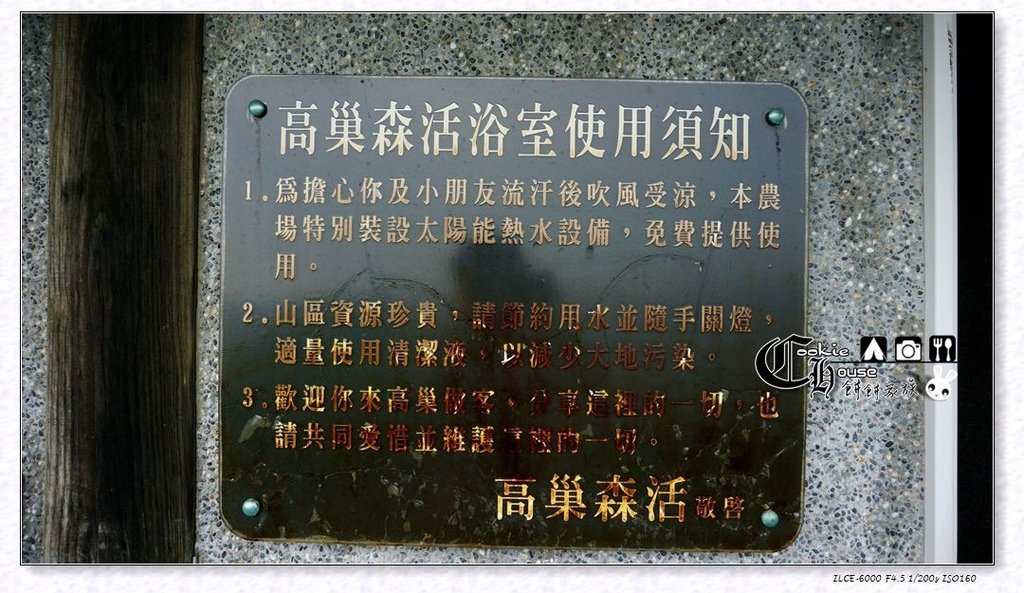 高巢森活浴室使用須知
1.為擔心你及小朋友流汗後吹風受涼，本農
場特別裝設太陽能熱水設備，免費提供使
用。
2.山區資源珍貴，請節約用水並隨手關燈，
適量使用清潔液，以減少大地污染。
3.歡迎你來高巢做客，分享這裡的一切，也
請共同愛惜並維護這裡的一切。
高巢森活敬啓
Cookie
House
餅餅家族
ILCE-6000 F4.5 1/200s ISO160